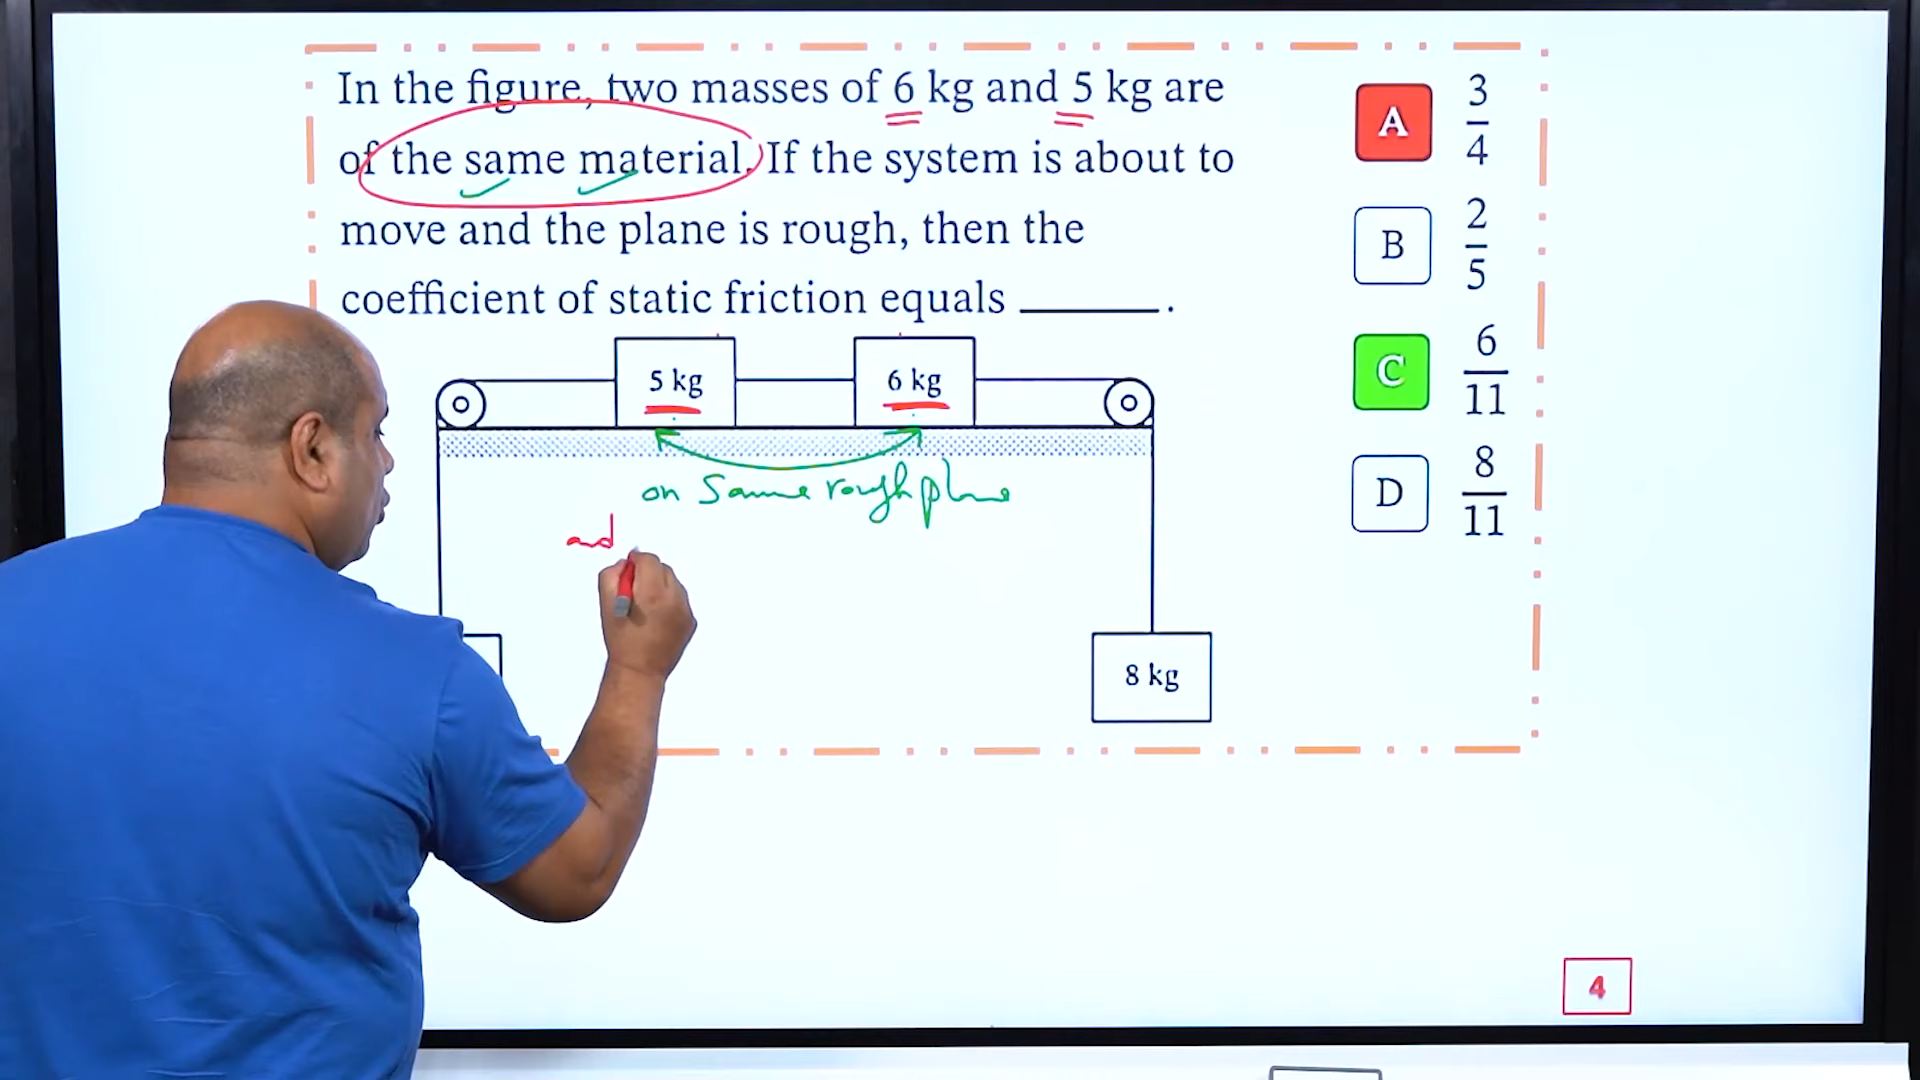 In the figure, two masses of 6 kg and 5 kg are
of the same material. If the system is about to
move and the plane is rough, then the
coefficient of static friction equals ______.
A 3/4
B 2/5
C 6/11
D 8/11
5 kg
6 kg
on same rough plane
and
8 kg
4